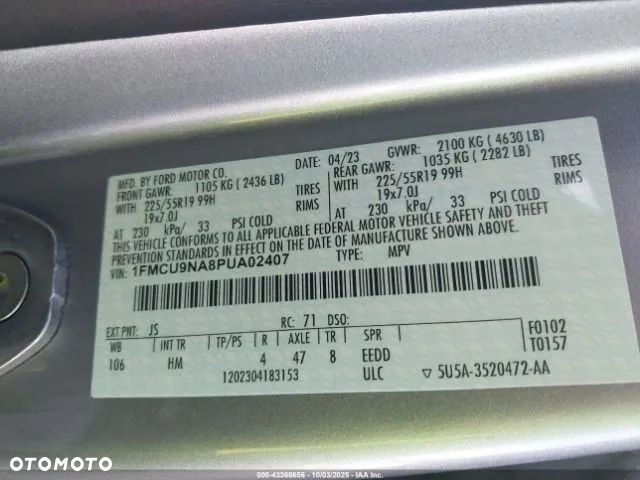 MFD. BY FORD MOTOR CO.
DATE: 04/23 GVWR: 2100 KG ( 4630 LB)
FRONT GAWR: 1105 KG ( 2436 LB) REAR GAWR: 1035 KG ( 2282 LB)
WITH 225/55R19 99H TIRES WITH 225/55R19 99H TIRES
19x7.0J RIMS 19x7.0J RIMS
AT 230 kPa/ 33 PSI COLD AT 230 kPa/ 33 PSI COLD
THIS VEHICLE CONFORMS TO ALL APPLICABLE FEDERAL MOTOR VEHICLE SAFETY AND THEFT
PREVENTION STANDARDS IN EFFECT ON THE DATE OF MANUFACTURE SHOWN ABOVE.
VIN: 1FMCU9NA8PUA02407 TYPE: MPV
EXT PNT: JS RC: 71 DSO: F0102
WB INT TR TP/PS R AXLE TR SPR T0157
106 HM 4 47 8 EEDD
1202304183153 ULC ▽ 5U5A-3520472-AA
OTOMOTO
000-43368656 - 10/03/2025 - IAA Inc.